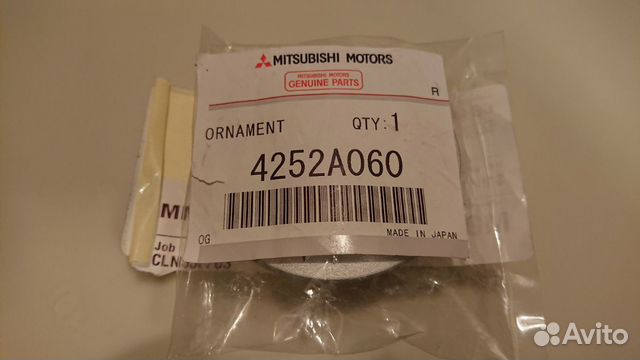 MITSUBISHI MOTORS
MITSUBISHI MOTORS
GENUINE PARTS
R
ORNAMENT QTY:1
4252A060
OG MADE IN JAPAN
Job
Avito